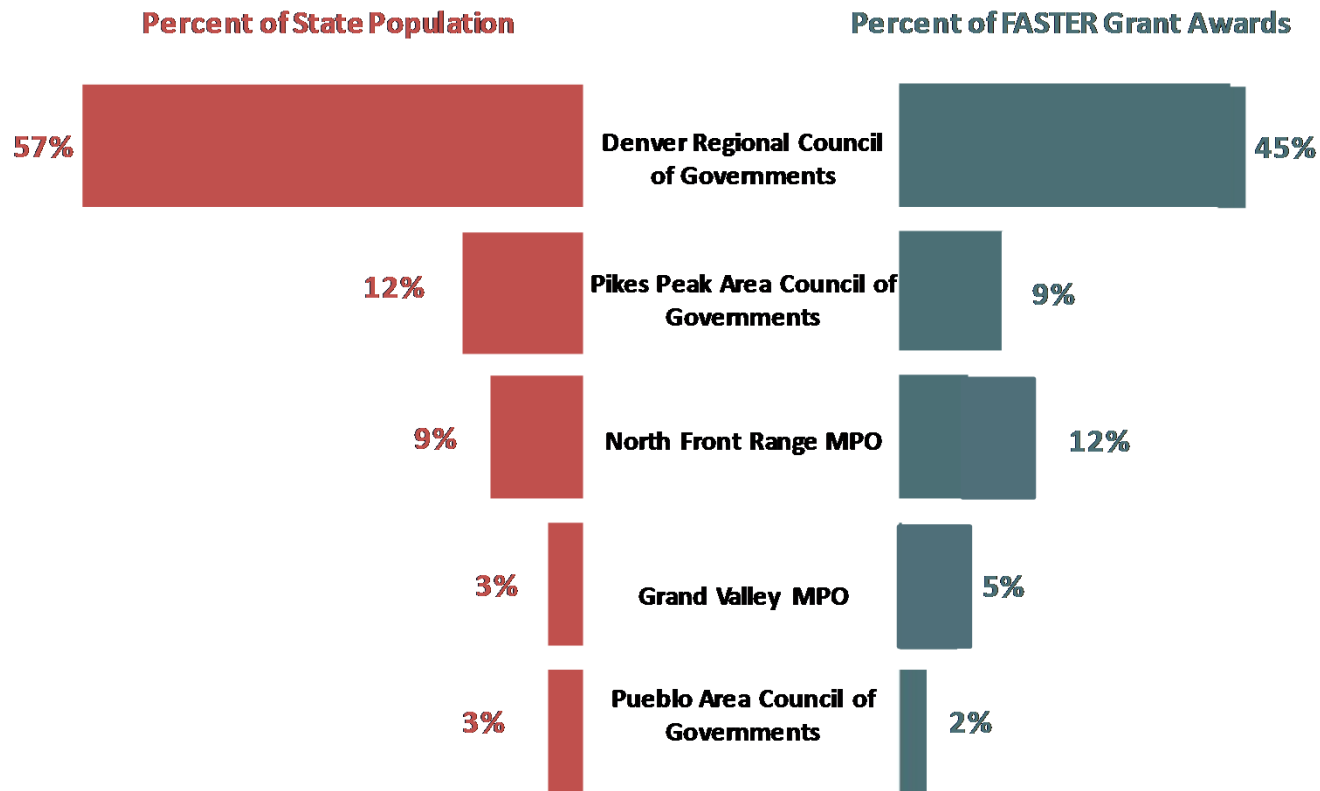 Percent of State Population
Percent of FASTER Grant Awards
57%
Denver Regional Council
of Governments
45%
12%
Pikes Peak Area Council of
Governments
9%
9%
North Front Range MPO
12%
3%
Grand Valley MPO
5%
3%
Pueblo Area Council of
Governments
2%